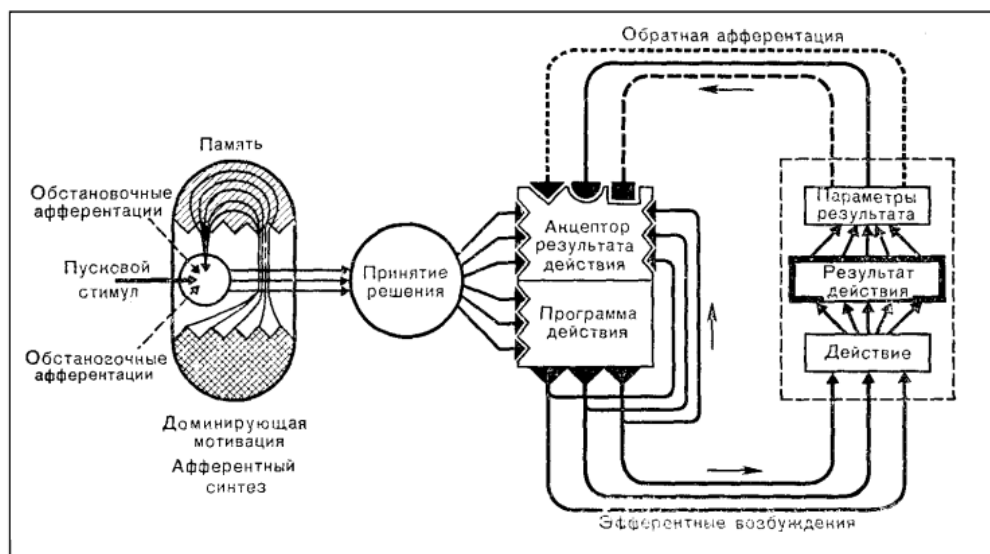 Обратная афферентация
Память
Обстановочные
афферентации
Пусковой
стимул
Обстаногочные
афферентации
Доминирующая
мотивация
Афферентный
синтез
Принятие
решения
Акцептор
результата
действия
Программа
действия
Параметры
результата
Результат
действия
Действие
Эфферентные возбуждения